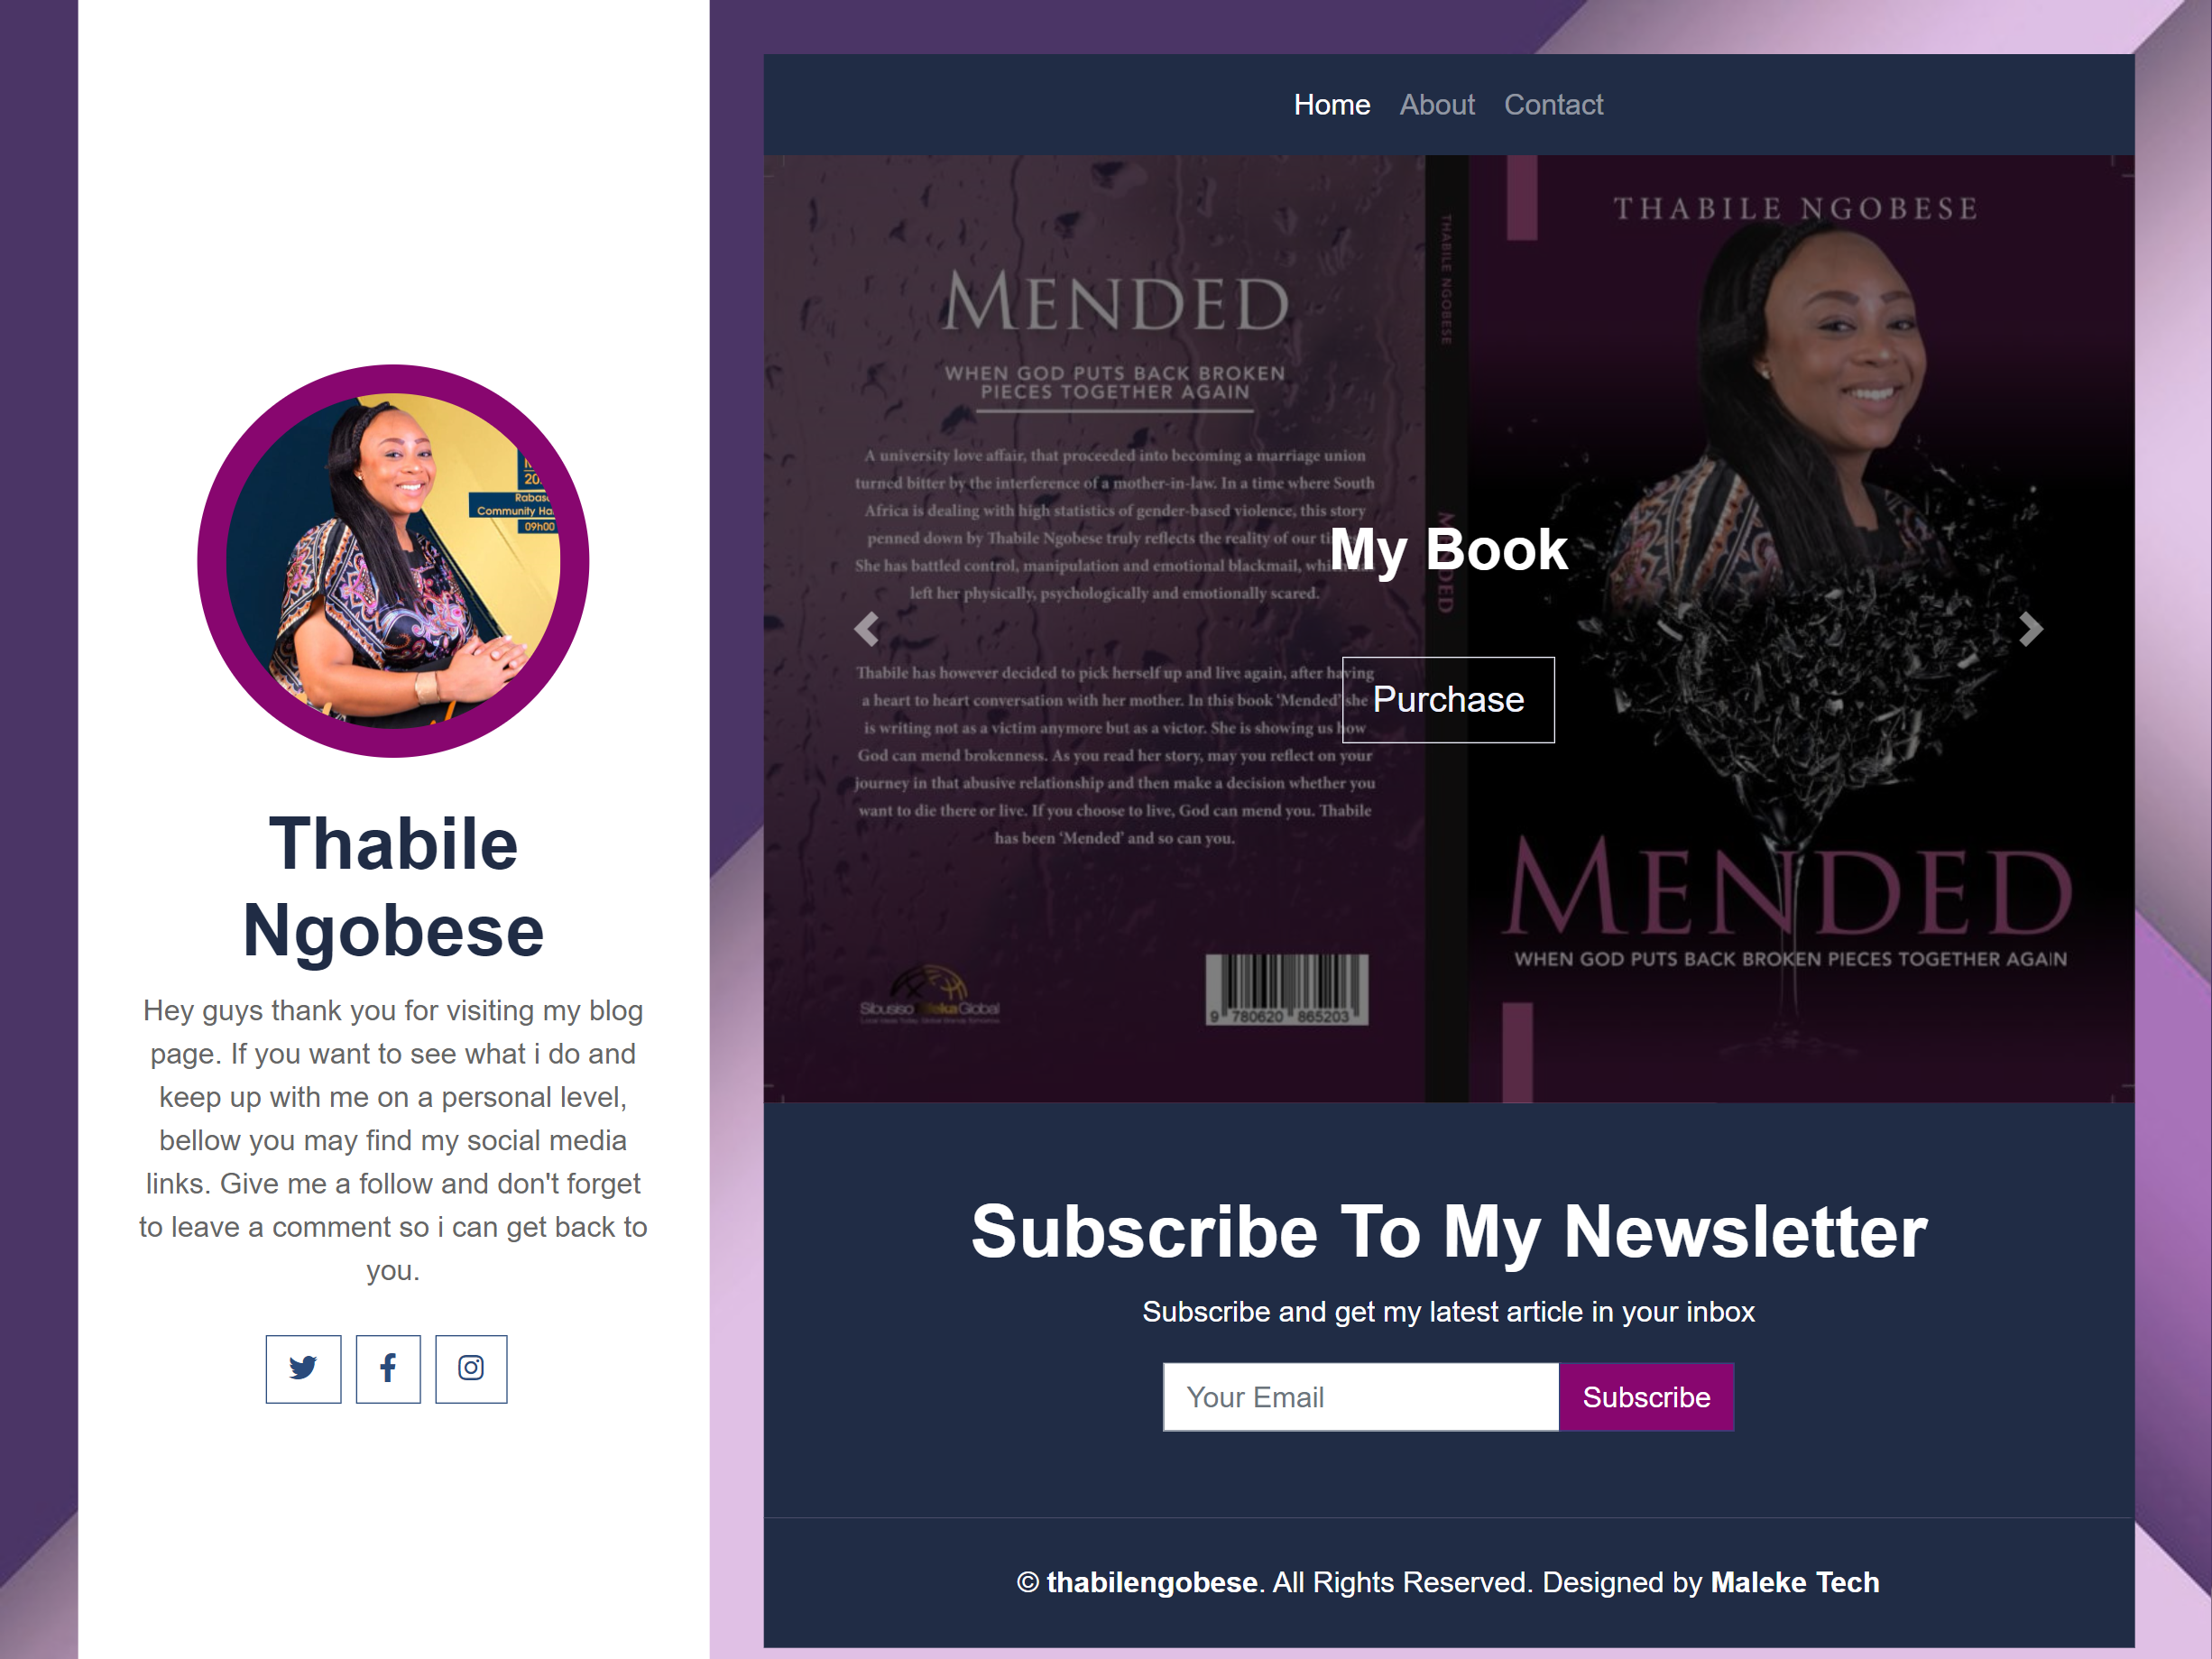 Home About Contact
20
Rabaso
Community Ha
09h00
Thabile
Ngobese
Hey guys thank you for visiting my blog
page. If you want to see what i do and
keep up with me on a personal level,
bellow you may find my social media
links. Give me a follow and don't forget
to leave a comment so i can get back to
you.
MENDED
WHEN GOD PUTS BACK BROKEN
PIECES TOGETHER AGAIN
A university love affair, that proceeded into becoming a marriage union
turned bitter by the interference of a mother-in-law. In a time where South
Africa is dealing with high statistics of gender-based violence, this story
penned down by Thabile Ngobese truly reflects the reality of our
She has battled control, manipulation and emotional blackmail,
left her physically, psychologically and emotionally scared.
Thabile has however decided to pick herself up and live again, after having
a heart to heart conversation with her mother. In this book ‘Mended’ she
is writing not as a victim anymore but as a victor. She is showing us how
God can mend brokenness. As you read her story, may you reflect on your
journey in that abusive relationship and then make a decision whether you
want to die there or live. If you choose to live, God can mend you. Thabile
has been ‘Mended’ and so can you.
Sibusiso Global
9 780620 865203
THABILE NGOBESE
MENDED
My Book
Purchase
THABILE NGOBESE
MENDED
WHEN GOD PUTS BACK BROKEN PIECES TOGETHER AGAIN
Subscribe To My Newsletter
Subscribe and get my latest article in your inbox
Your Email Subscribe
© thabilengobese. All Rights Reserved. Designed by Maleke Tech